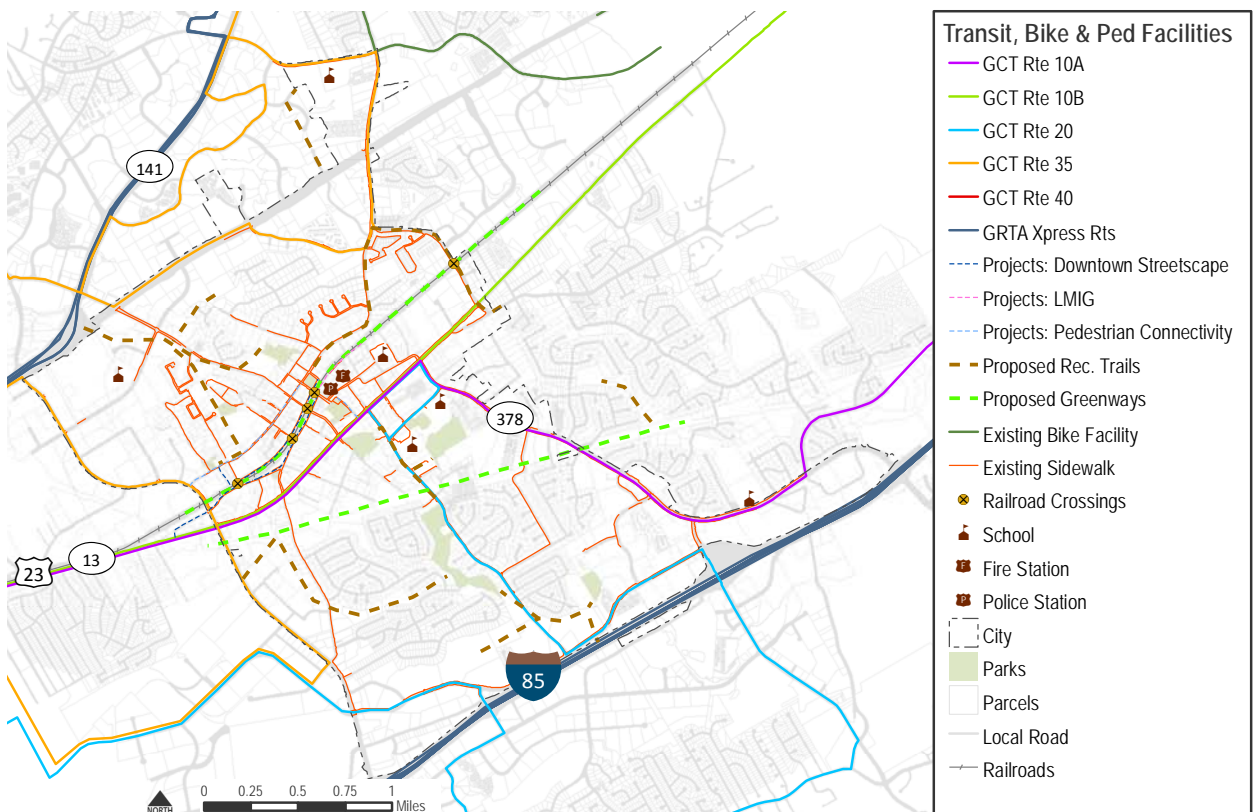 141
378
23
13
85
F
P
0 0.25 0.5 0.75 1
Miles
NORTH
Transit, Bike & Ped Facilities
GCT Rte 10A
GCT Rte 10B
GCT Rte 20
GCT Rte 35
GCT Rte 40
GRTA Xpress Rts
Projects: Downtown Streetscape
Projects: LMIG
Projects: Pedestrian Connectivity
Proposed Rec. Trails
Proposed Greenways
Existing Bike Facility
Existing Sidewalk
Railroad Crossings
School
F Fire Station
P Police Station
City
Parks
Parcels
Local Road
Railroads